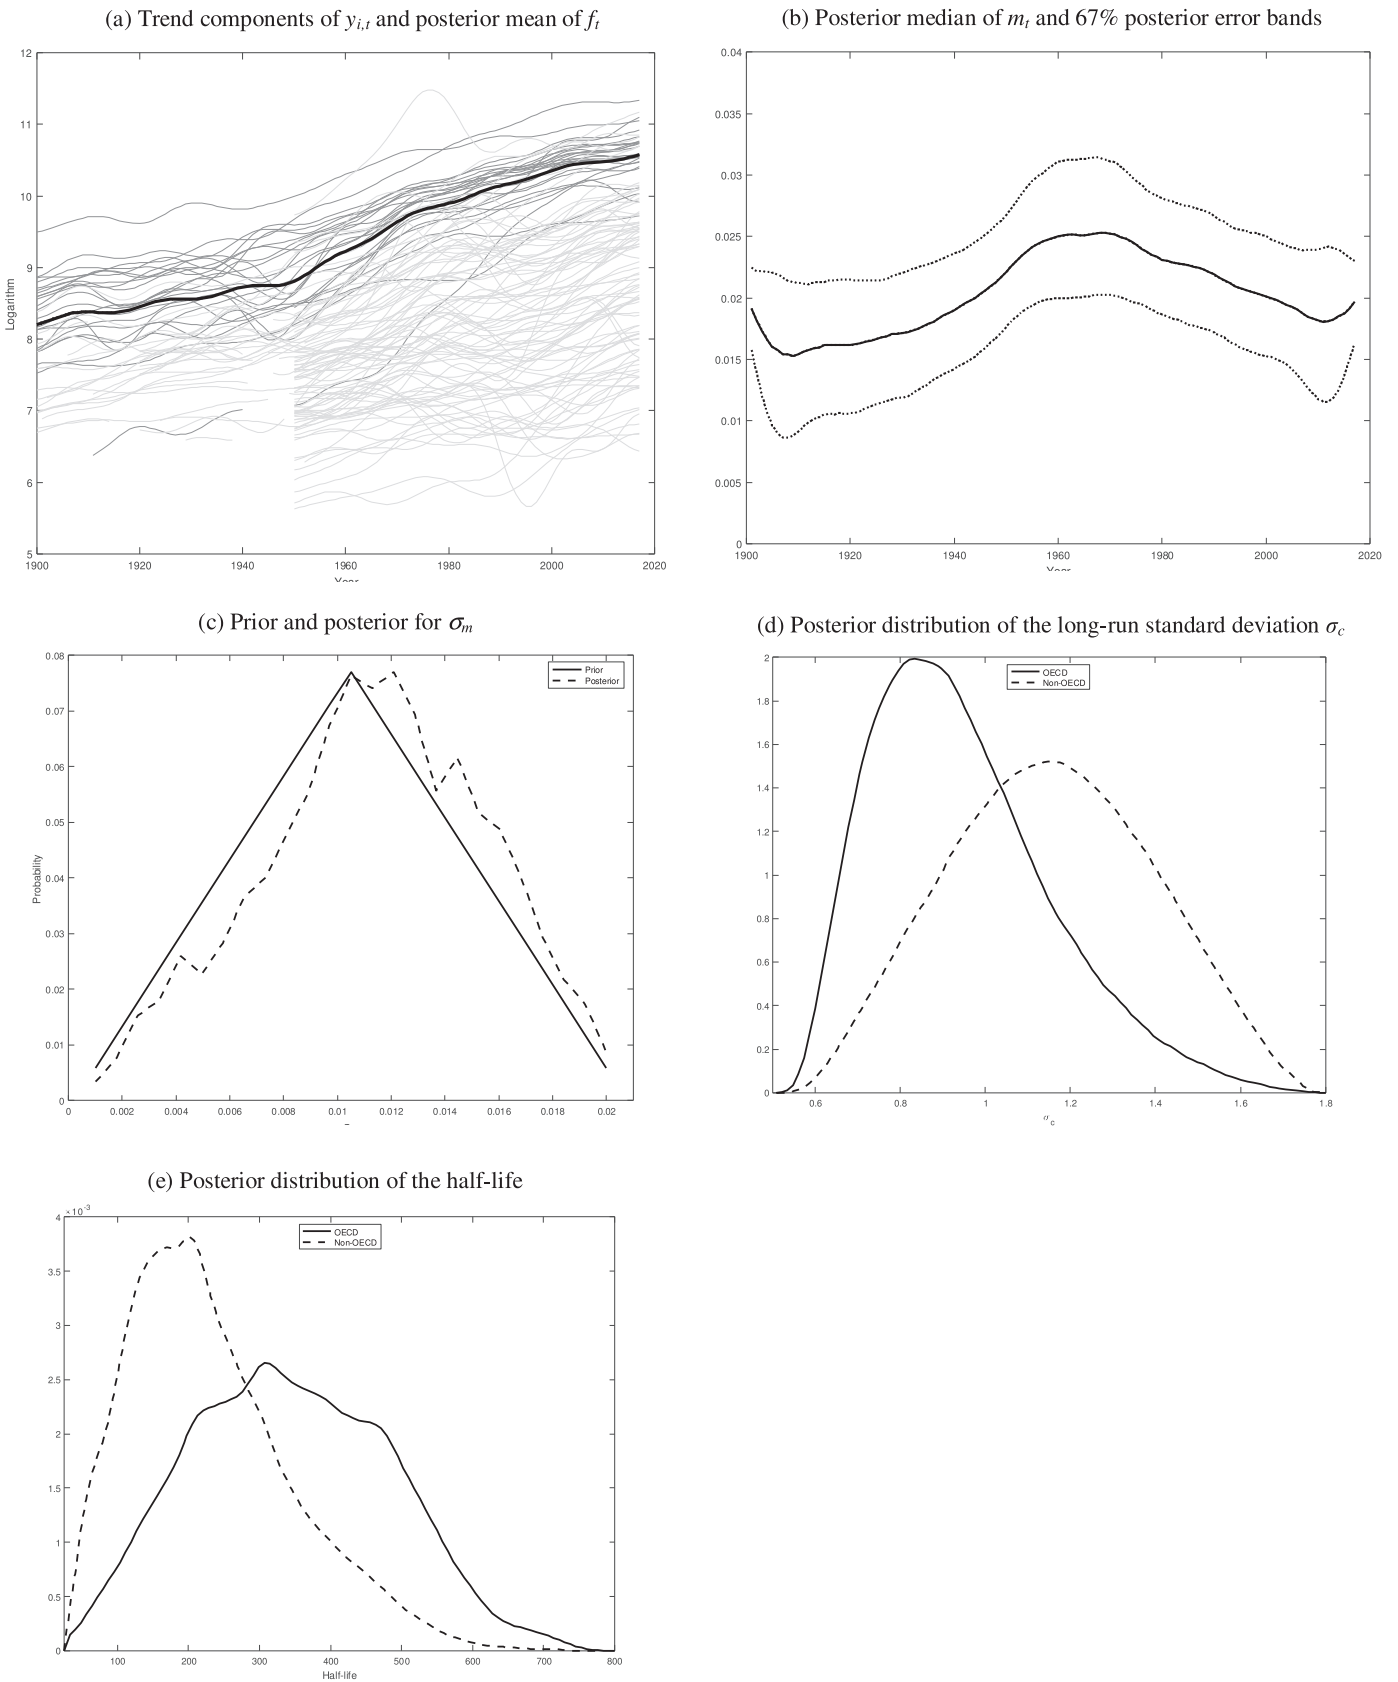 (a) Trend components of y_i,t and posterior mean of f_t
12
11
10
9
8
7
6
5
Logarithm
1900 1920 1940 1960 1980 2000 2020
Year
(b) Posterior median of m_t and 67% posterior error bands
0.04
0.035
0.03
0.025
0.02
0.015
0.01
0.005
0
1900 1920 1940 1960 1980 2000 2020
Year
(c) Prior and posterior for σ_m
0.08
0.07
0.06
0.05
0.04
0.03
0.02
0.01
0
Probability
Prior
Posterior
0 0.002 0.004 0.006 0.008 0.01 0.012 0.014 0.016 0.018 0.02
(d) Posterior distribution of the long-run standard deviation σ_c
2
1.8
1.6
1.4
1.2
1
0.8
0.6
0.4
0.2
0
OECD
Non-OECD
0.6 0.8 1 1.2 1.4 1.6 1.8
σ_c
(e) Posterior distribution of the half-life
×10^-3
4
3.5
3
2.5
2
1.5
1
0.5
0
OECD
Non-OECD
100 200 300 400 500 600 700 800
Half-life